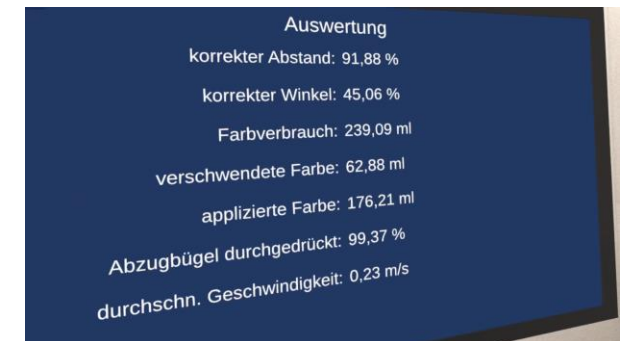 Auswertung
korrekter Abstand: 91,88 %
korrekter Winkel: 45,06 %
Farbverbrauch: 239,09 ml
verschwendete Farbe: 62,88 ml
applizierte Farbe: 176,21 ml
Abzugbügel durchgedrückt: 99,37 %
durchschn. Geschwindigkeit: 0,23 m/s